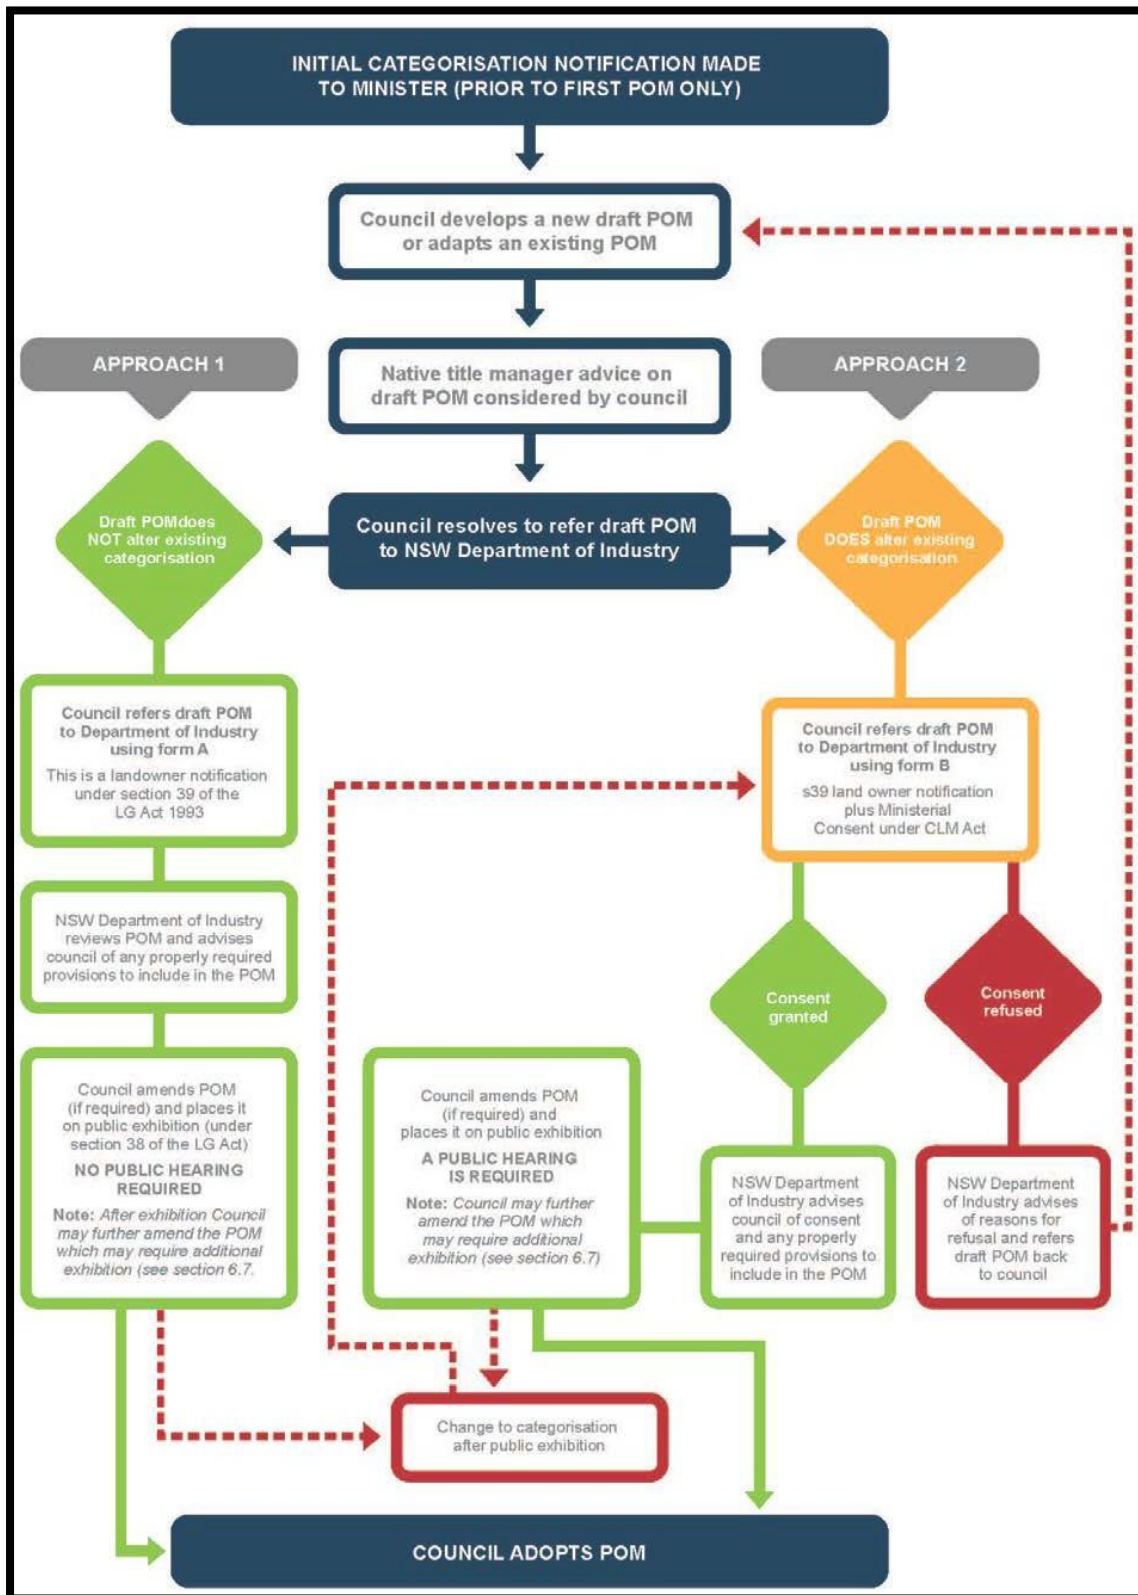 INITIAL CATEGORISATION NOTIFICATION MADE
TO MINISTER (PRIOR TO FIRST POM ONLY)
Council develops a new draft POM
or adapts an existing POM
APPROACH 1
Native title manager advice on
draft POM considered by council
APPROACH 2
Draft POMdoes
NOT alter existing
categorisation
Council resolves to refer draft POM
to NSW Department of Industry
Draft POM
DOES alter existing
categorisation
Council refers draft POM
to Department of Industry
using form A
This is a landowner notification
under section 39 of the
LG Act 1993
Council refers draft POM
to Department of Industry
using form B
s39 land owner notification
plus Ministerial
Consent under CLM Act
NSW Department of Industry
reviews POM and advises
council of any properly required
provisions to include in the POM
Consent
granted
Consent
refused
Council amends POM
(if required) and places it
on public exhibition (under
section 38 of the LG Act)
NO PUBLIC HEARING
REQUIRED
Note: After exhibition Council
may further amend the POM
which may require additional
exhibition (see section 6.7.
Council amends POM
(if required) and
places it on public exhibition
A PUBLIC HEARING
IS REQUIRED
Note: Council may further
amend the POM which
may require additional
exhibition (see section 6.7)
NSW Department
of Industry advises
council of consent
and any properly
required provisions to
include in the POM
NSW Department
of Industry advises
of reasons for
refusal and refers
draft POM back
to council
Change to categorisation
after public exhibition
COUNCIL ADOPTS POM